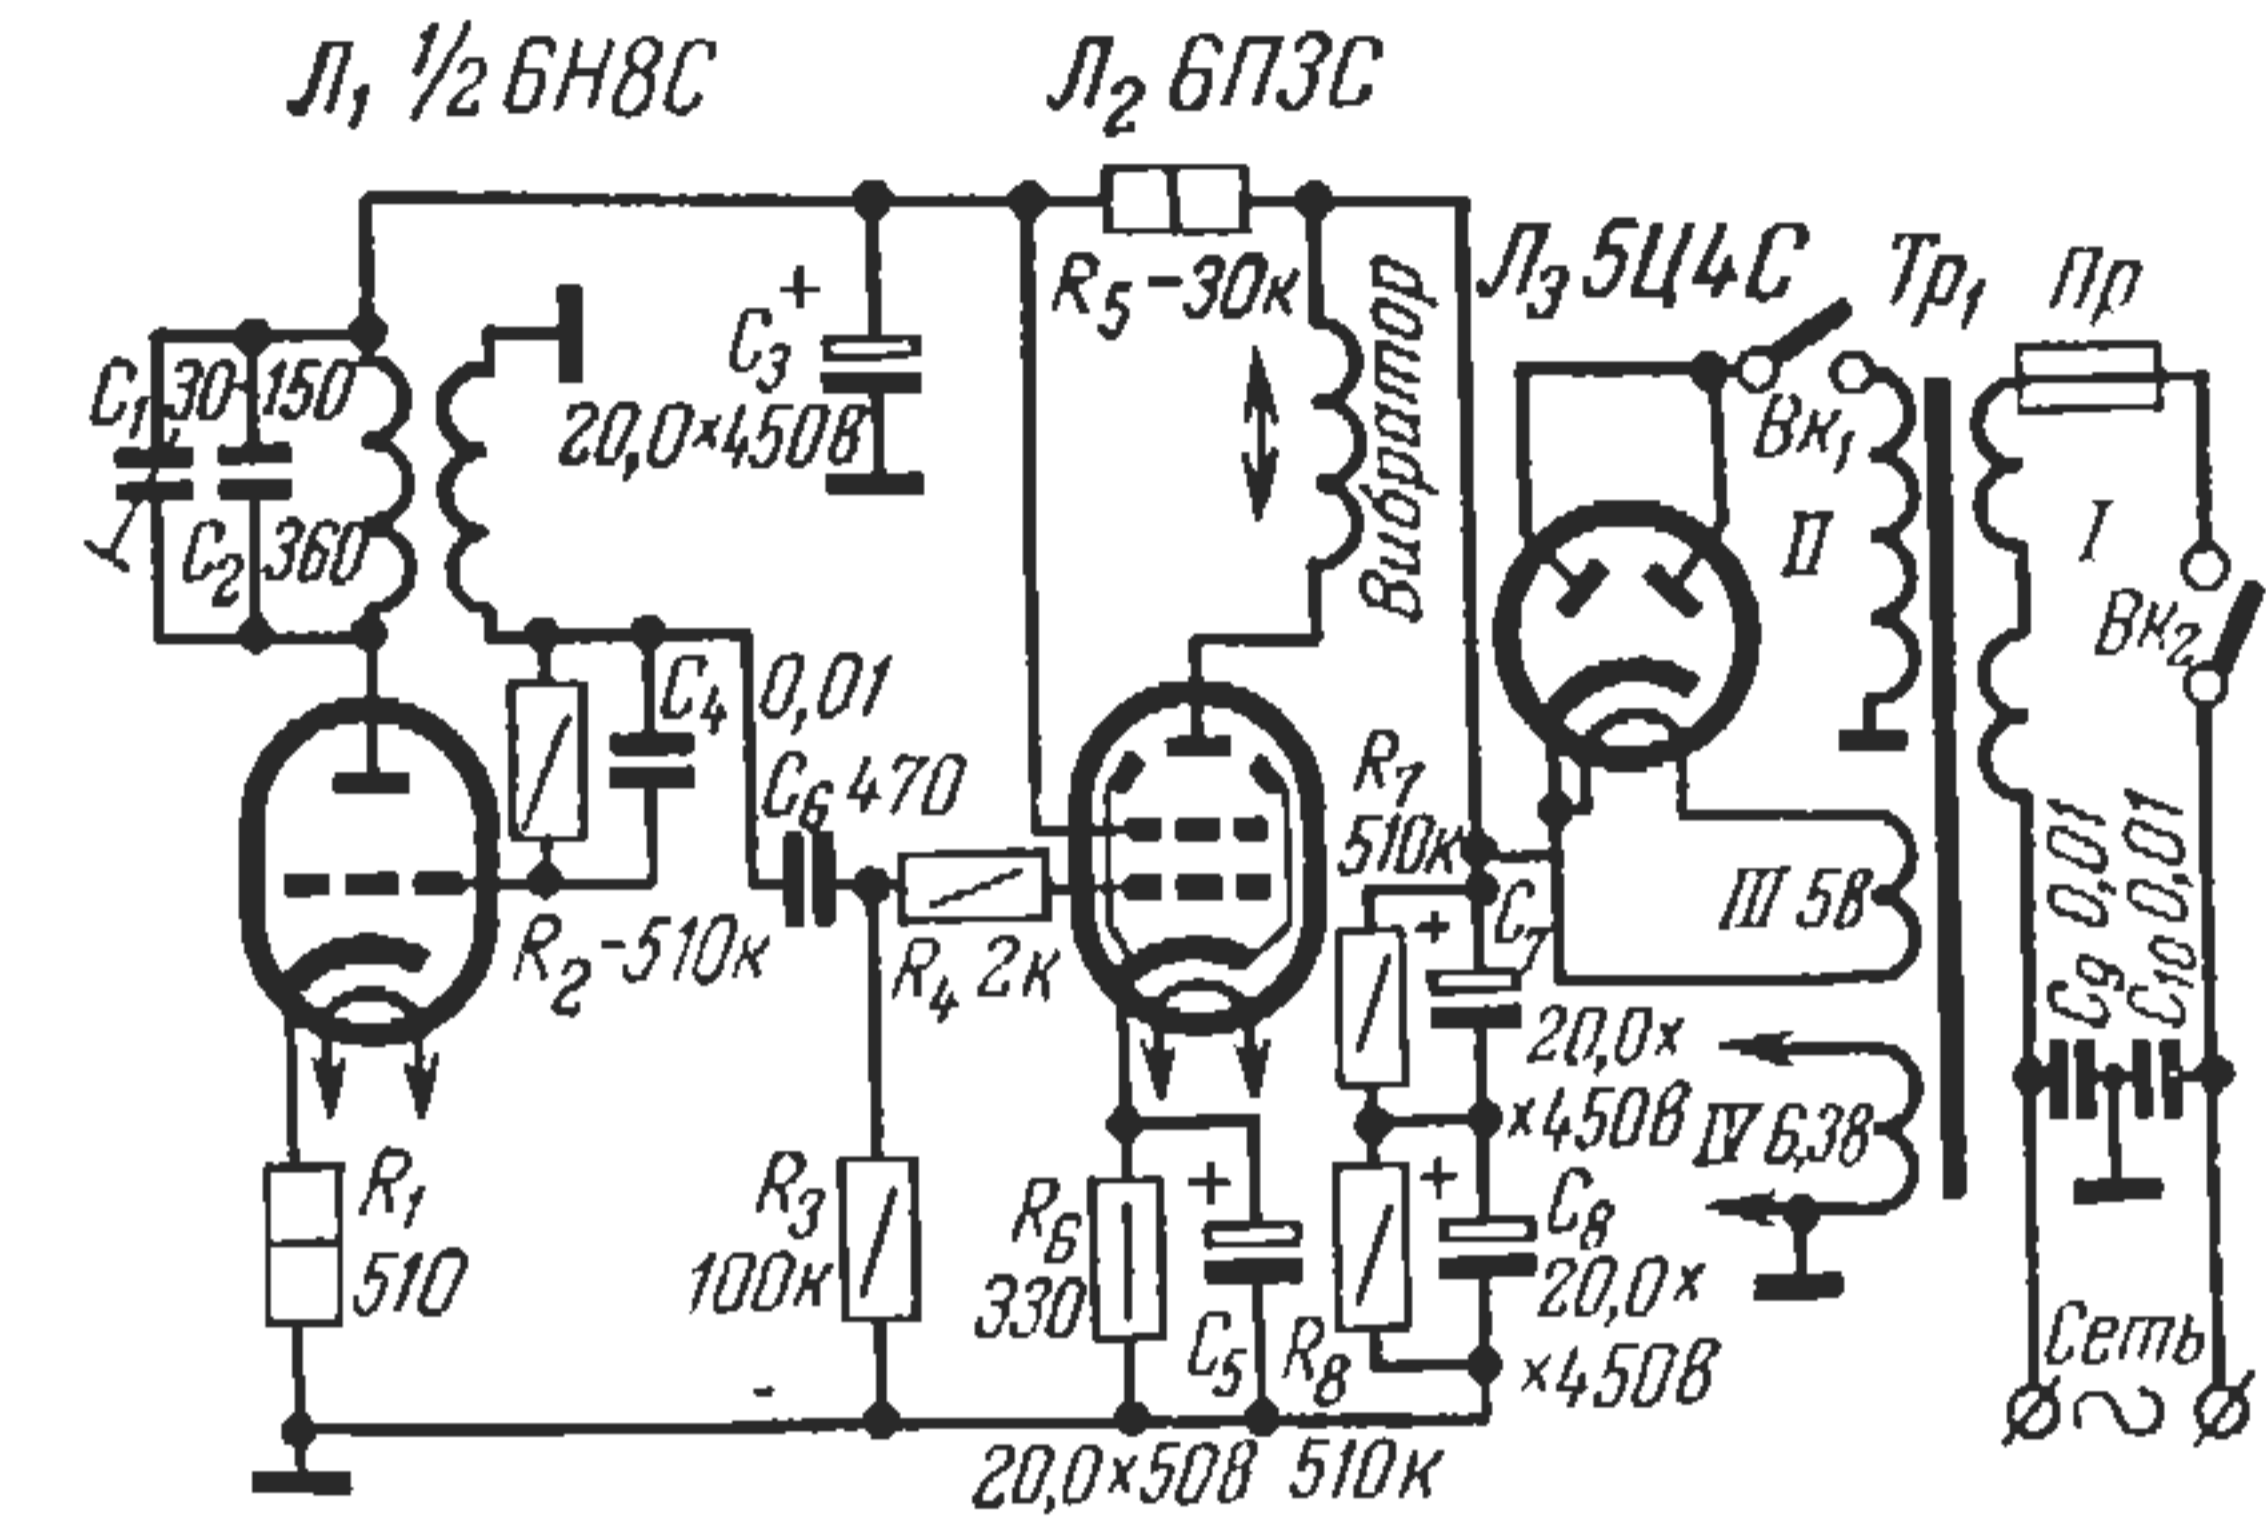 Л₁ ½ 6Н8С
Л₂ 6П3С
Л₃ 5Ц4С
Тр₁
Пр
R₅ -30к
Вибратор
C₃ +
20,0×450в
C₁ 30-150
C₂ 360
Вк₁
II
I
Вк₂
C₄ 0,01
C₆ 470
R₇
510к
R₂ -510к
R₄ 2к
+ C₇
20,0×
×450в
III 5в
C₉ 0,01
C₁₀ 0,01
IV 6,3в
R₁
510
R₃
100к
R₆
330
+
C₅
20,0×50в
R₈
510к
+ C₈
20,0×
×450в
-
Сеть
~